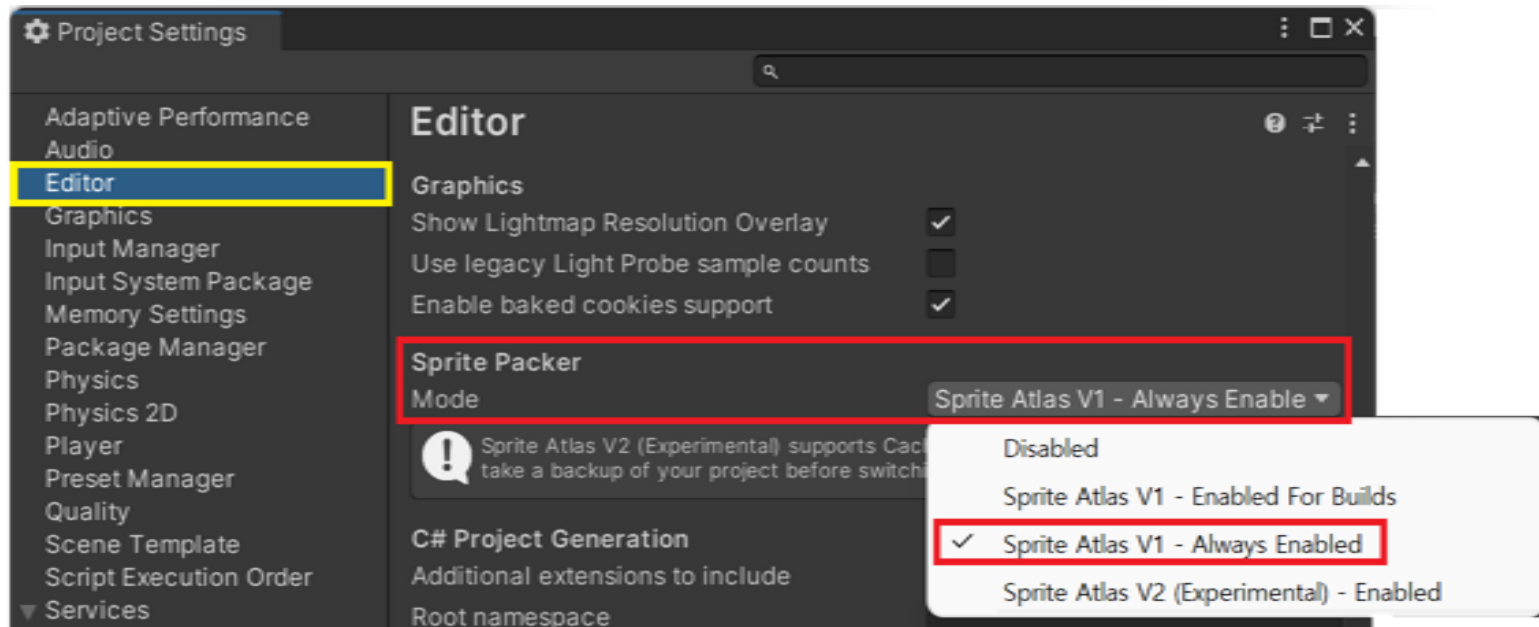 Project Settings
Adaptive Performance
Audio
Editor
Graphics
Input Manager
Input System Package
Memory Settings
Package Manager
Physics
Physics 2D
Player
Preset Manager
Quality
Scene Template
Script Execution Order
Services
Editor
Graphics
Show Lightmap Resolution Overlay
Use legacy Light Probe sample counts
Enable baked cookies support
Sprite Packer
Mode
Sprite Atlas V1 - Always Enable
Sprite Atlas V2 (Experimental) supports
take a backup of your project before
C# Project Generation
Additional extensions to include
Root namespace
Disabled
Sprite Atlas V1 - Enabled For Builds
Sprite Atlas V1 - Always Enabled
Sprite Atlas V2 (Experimental) - Enabled